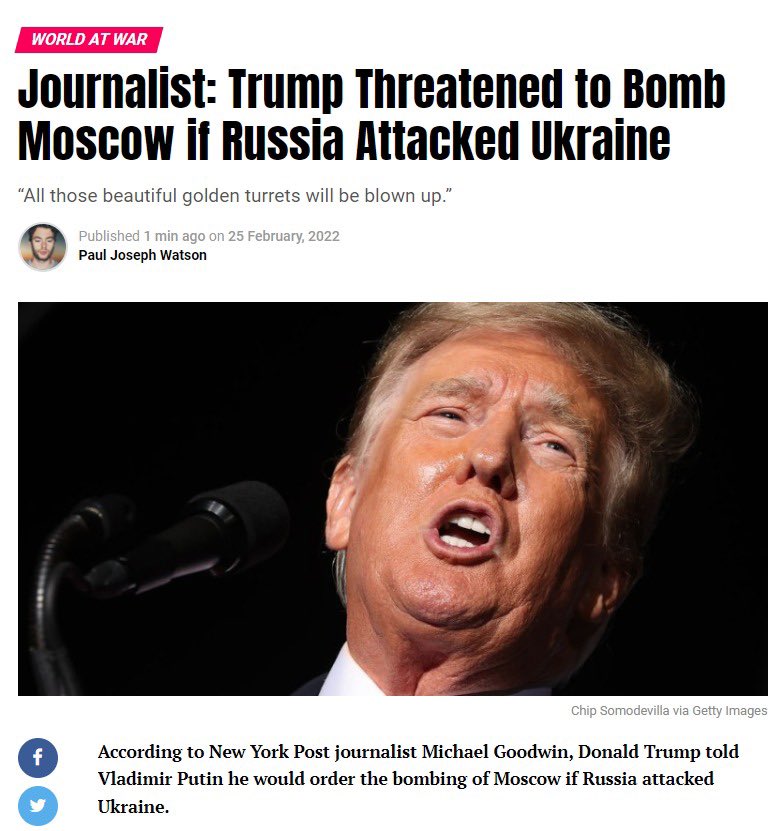 WORLD AT WAR
Journalist: Trump Threatened to Bomb
Moscow if Russia Attacked Ukraine
“All those beautiful golden turrets will be blown up.”
Published 1 min ago on 25 February, 2022
Paul Joseph Watson
Chip Somodevilla via Getty Images
According to New York Post journalist Michael Goodwin, Donald Trump told
Vladimir Putin he would order the bombing of Moscow if Russia attacked
Ukraine.